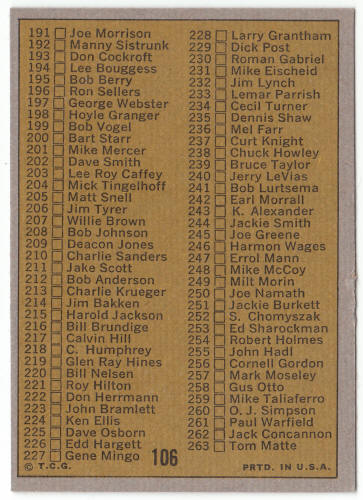 191 Joe Morrison
192 Manny Sistrunk
193 Don Cockroft
194 Lee Bouggess
195 Bob Berry
196 Ron Sellers
197 George Webster
198 Hoyle Granger
199 Bob Vogel
200 Bart Starr
201 Mike Mercer
202 Dave Smith
203 Lee Roy Caffey
204 Mick Tingelhoff
205 Matt Snell
206 Jim Tyrer
207 Willie Brown
208 Bob Johnson
209 Deacon Jones
210 Charlie Sanders
211 Jake Scott
212 Bob Anderson
213 Charlie Krueger
214 Jim Bakken
215 Harold Jackson
216 Bill Brundige
217 Calvin Hill
218 C. Humphrey
219 Glen Ray Hines
220 Bill Nelsen
221 Roy Hilton
222 Don Herrmann
223 John Bramlett
224 Ken Ellis
225 Dave Osborn
226 Edd Hargett
227 Gene Mingo
228 Larry Grantham
229 Dick Post
230 Roman Gabriel
231 Mike Eischeid
232 Jim Lynch
233 Lemar Parrish
234 Cecil Turner
235 Dennis Shaw
236 Mel Farr
237 Curt Knight
238 Chuck Howley
239 Bruce Taylor
240 Jerry LeVias
241 Bob Lurtsema
242 Earl Morrall
243 K. Alexander
244 Jackie Smith
245 Joe Greene
246 Harmon Wages
247 Errol Mann
248 Mike McCoy
249 Milt Morin
250 Joe Namath
251 Jackie Burkett
252 S. Chomyszak
253 Ed Sharockman
254 Robert Holmes
255 John Hadl
256 Cornell Gordon
257 Mark Moseley
258 Gus Otto
259 Mike Taliaferro
260 O.J. Simpson
261 Paul Warfield
262 Jack Concannon
263 Tom Matte
© T.C.G. 106 PRTD. IN U.S.A.